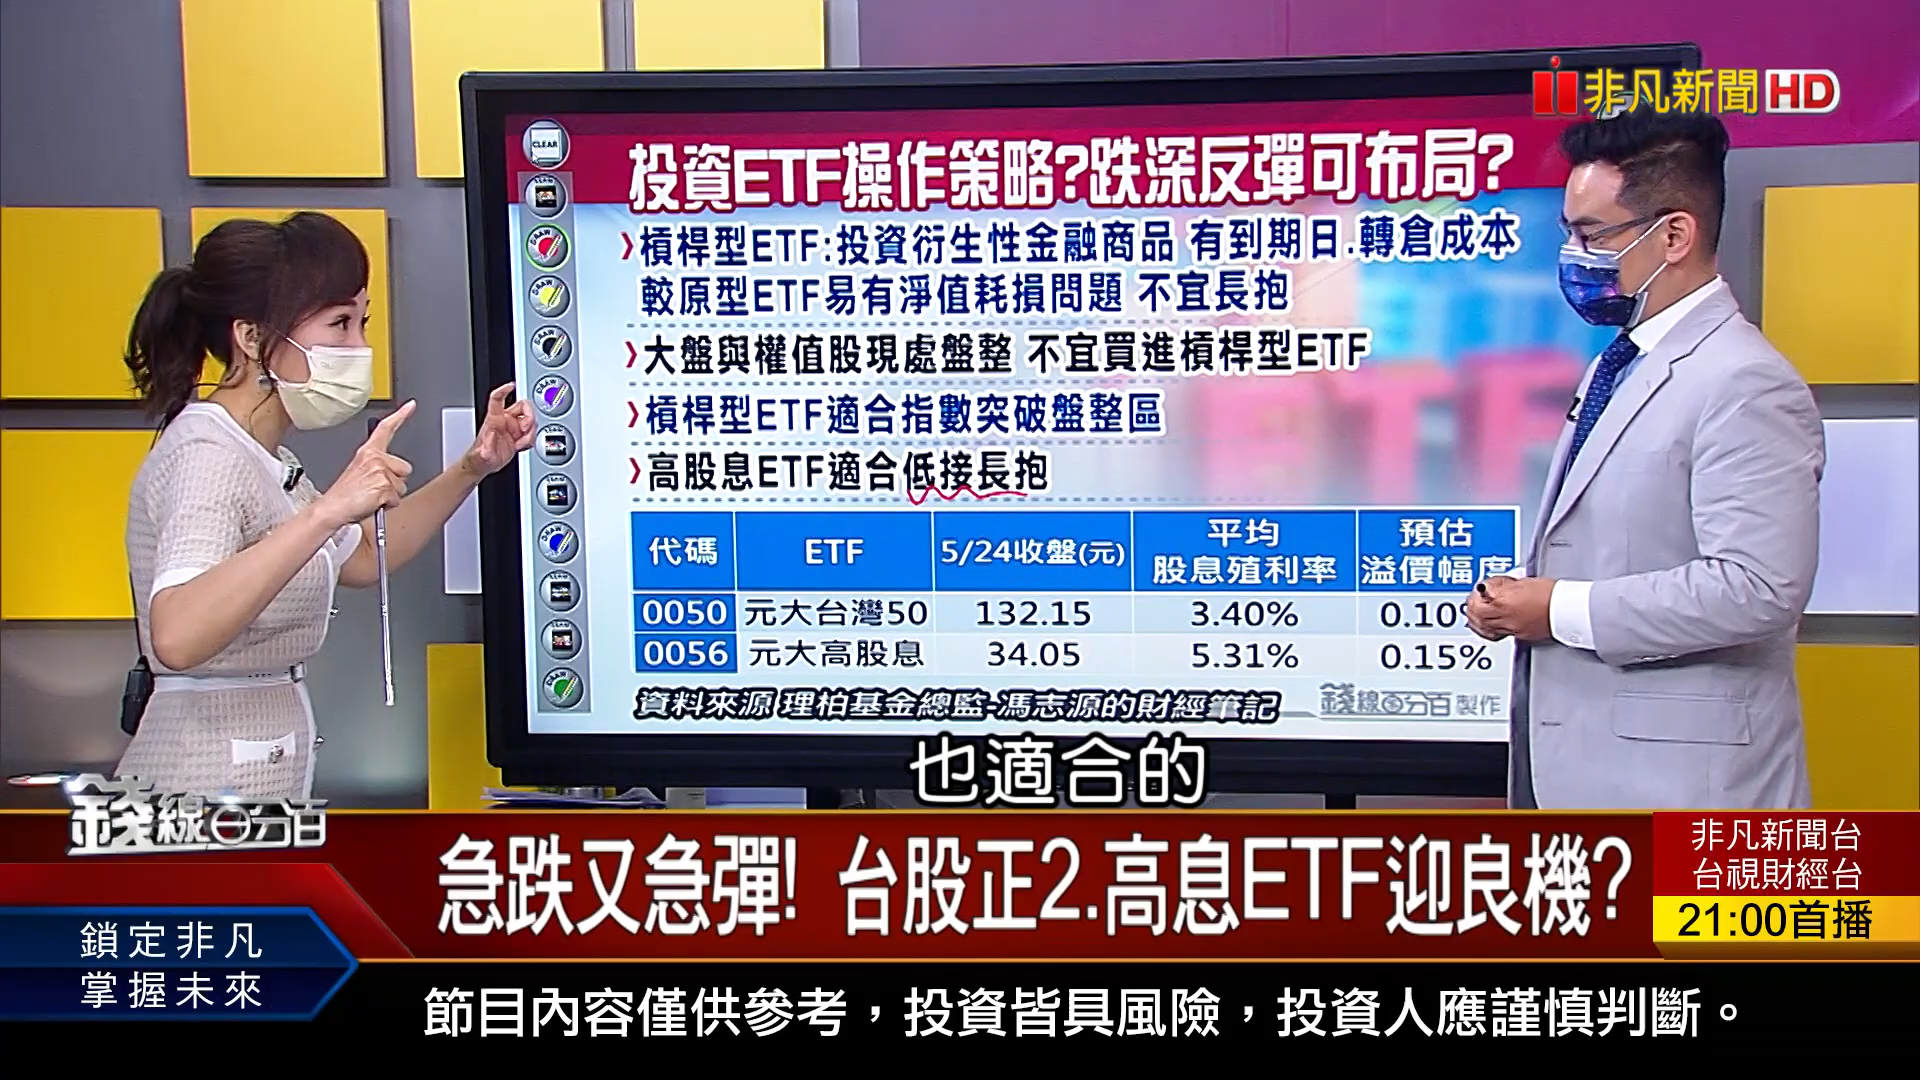 非凡新聞HD
CLEAR
投資ETF操作策略?跌深反彈可布局?
槓桿型ETF:投資衍生性金融商品 有到期日.轉倉成本
較原型ETF易有淨值耗損問題 不宜長抱
大盤與權值股現處盤整 不宜買進槓桿型ETF
槓桿型ETF適合指數突破盤整區
高股息ETF適合低接長抱
代碼 ETF 5/24收盤(元) 平均股息殖利率 預估溢價幅度
0050 元大台灣50 132.15 3.40% 0.10%
0056 元大高股息 34.05 5.31% 0.15%
資料來源 理柏基金總監-馮志源的財經筆記
錢線百分百 製作
也適合的
錢線百分百
急跌又急彈! 台股正2.高息ETF迎良機?
非凡新聞台
台視財經台
21:00首播
鎖定非凡
掌握未來
節目內容僅供參考，投資皆具風險，投資人應謹慎判斷。